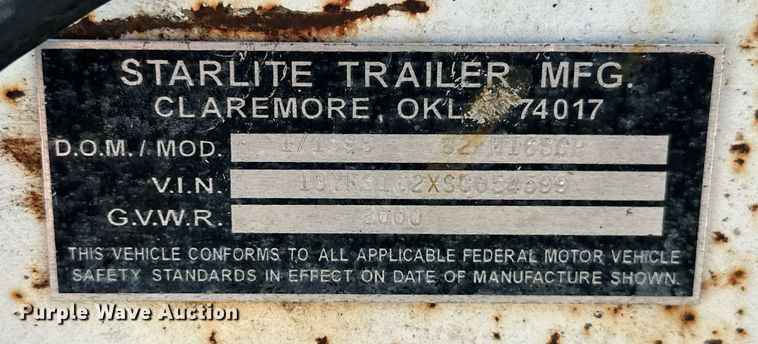 STARLITE TRAILER MFG.
CLAREMORE, OKL 74017
D.O.M. / MOD.
V.I.N.
G.V.W.R.
THIS VEHICLE CONFORMS TO ALL APPLICABLE FEDERAL MOTOR VEHICLE
SAFETY STANDARDS IN EFFECT ON DATE OF MANUFACTURE SHOWN.
Purple Wave Auction